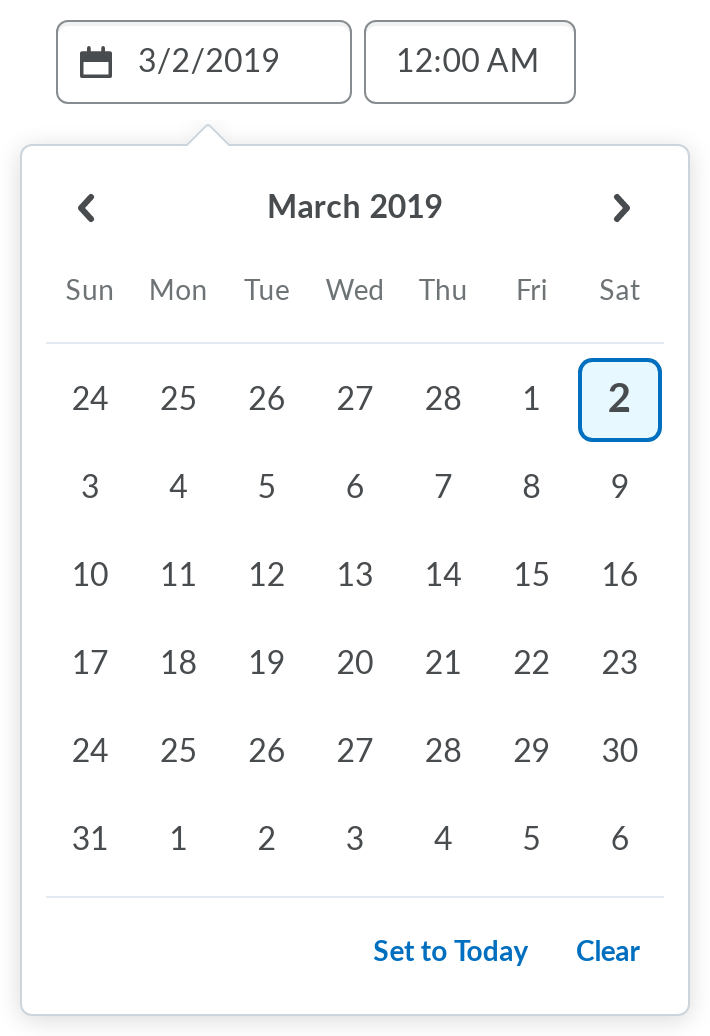 3/2/2019 12:00 AM
March 2019
Sun Mon Tue Wed Thu Fri Sat
24 25 26 27 28 1 2
3 4 5 6 7 8 9
10 11 12 13 14 15 16
17 18 19 20 21 22 23
24 25 26 27 28 29 30
31 1 2 3 4 5 6
Set to Today Clear